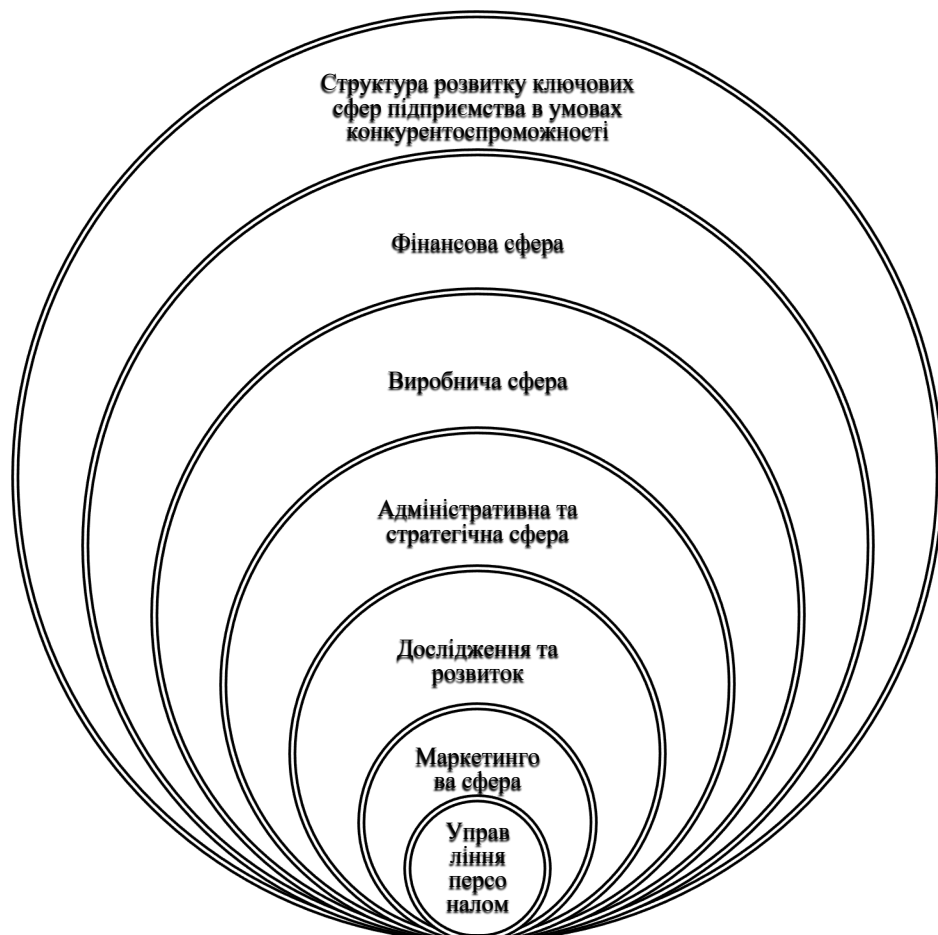 Структура розвитку ключових
сфер підприємства в умовах
конкурентоспроможності
Фінансова сфера
Виробнича сфера
Адміністративна та
стратегічна сфера
Дослідження та
розвиток
Маркетинго
ва сфера
Управ
ління
персо
налом